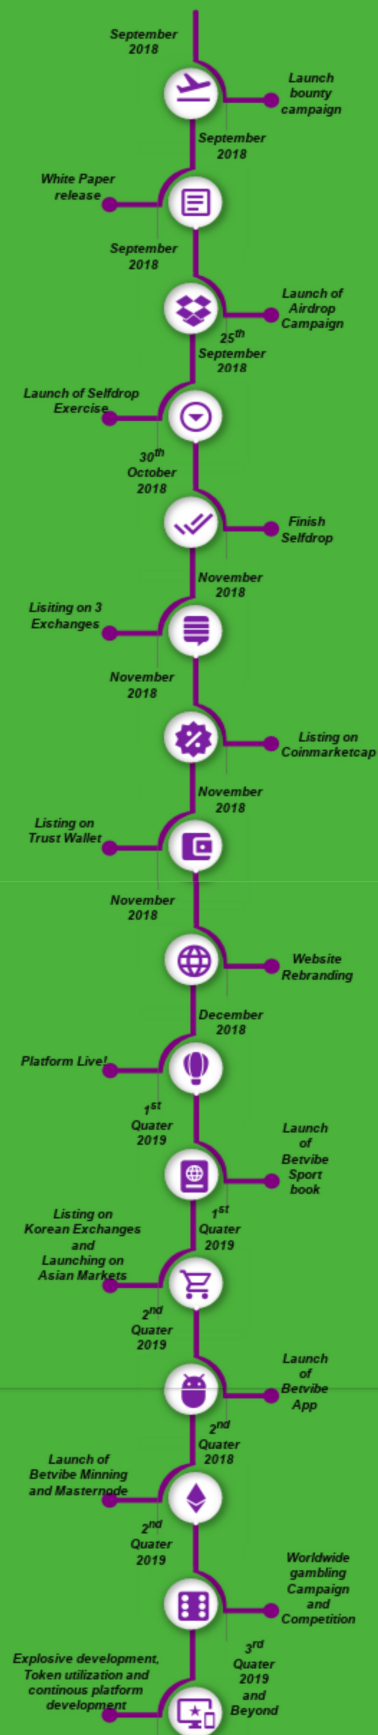 September
2018
Launch
bounty
campaign
September
2018
White Paper
release
September
2018
Launch of
Airdrop
Campaign
25th
September
2018
Launch of Selfdrop
Exercise
30th
October
2018
Finish
Selfdrop
November
2018
Lisiting on 3
Exchanges
November
2018
Listing on
Coinmarketcap
November
2018
Listing on
Trust Wallet
November
2018
Website
Rebranding
December
2018
Platform Live!
1st
Quater
2019
Launch
of
Betvibe
Sport
book
1st
Quater
2019
Listing on
Korean Exchanges
and
Launching on
Asian Markets
2nd
Quater
2019
Launch
of
Betvibe
App
2nd
Quater
2018
Launch of
Betvibe Minning
and Masternode
2nd
Quater
2019
Worldwide
gambling
Campaign
and
Competition
3rd
Quater
2019
and
Beyond
Explosive development,
Token utilization and
continous platform
development